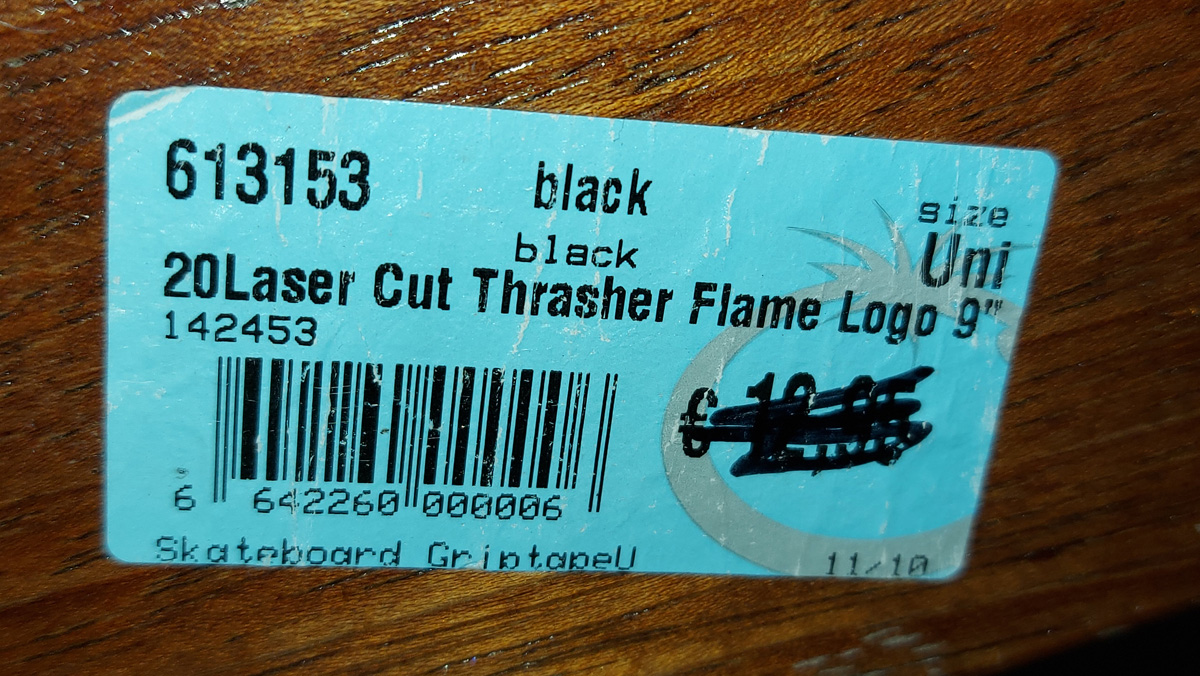 613153
black
size
black
Uni
20Laser Cut Thrasher Flame Logo 9"
142453
6 642260 000006
Skateboard GriptapeU
11/10